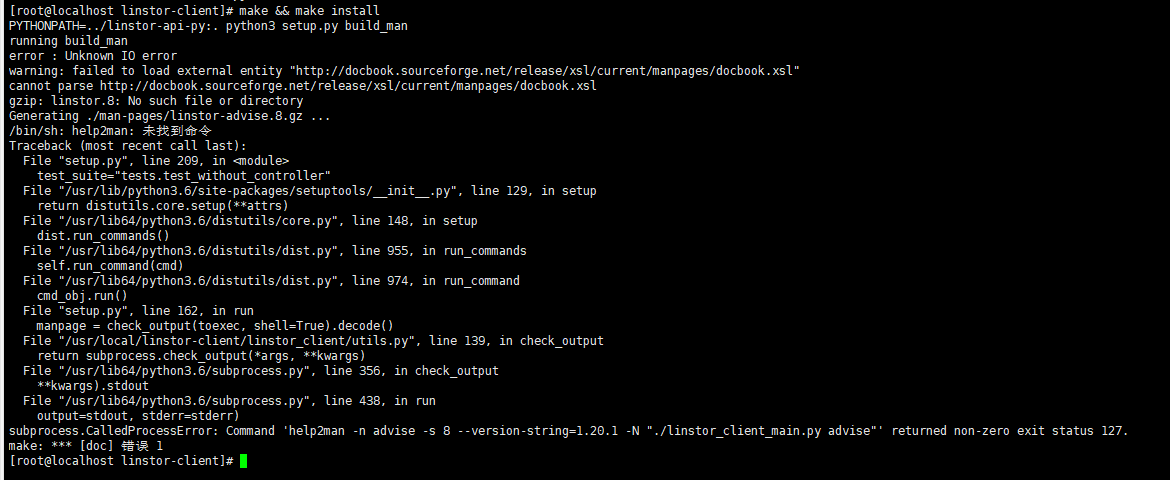 [root@localhost linstor-client]# make && make install
PYTHONPATH=../linstor-api-py:. python3 setup.py build_man
running build_man
error : Unknown IO error
warning: failed to load external entity "http://docbook.sourceforge.net/release/xsl/current/manpages/docbook.xsl"
cannot parse http://docbook.sourceforge.net/release/xsl/current/manpages/docbook.xsl
gzip: linstor.8: No such file or directory
Generating ./man-pages/linstor-advise.8.gz ...
/bin/sh: help2man: 未找到命令
Traceback (most recent call last):
  File "setup.py", line 209, in <module>
    test_suite="tests.test_without_controller"
  File "/usr/lib/python3.6/site-packages/setuptools/__init__.py", line 129, in setup
    return distutils.core.setup(**attrs)
  File "/usr/lib64/python3.6/distutils/core.py", line 148, in setup
    dist.run_commands()
  File "/usr/lib64/python3.6/distutils/dist.py", line 955, in run_commands
    self.run_command(cmd)
  File "/usr/lib64/python3.6/distutils/dist.py", line 974, in run_command
    cmd_obj.run()
  File "setup.py", line 162, in run
    manpage = check_output(toexec, shell=True).decode()
  File "/usr/local/linstor-client/linstor_client/utils.py", line 139, in check_output
    return subprocess.check_output(*args, **kwargs)
  File "/usr/lib64/python3.6/subprocess.py", line 356, in check_output
    **kwargs).stdout
  File "/usr/lib64/python3.6/subprocess.py", line 438, in run
    output=stdout, stderr=stderr)
subprocess.CalledProcessError: Command 'help2man -n advise -s 8 --version-string=1.20.1 -N "./linstor_client_main.py advise"' returned non-zero exit status 127.
make: *** [doc] 错误 1
[root@localhost linstor-client]#